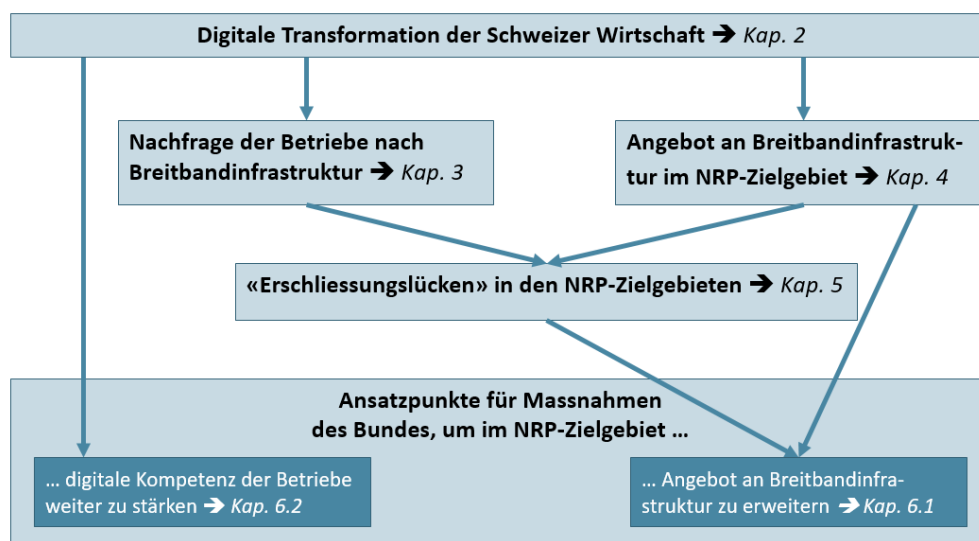 Digitale Transformation der Schweizer Wirtschaft ➔ Kap. 2
Nachfrage der Betriebe nach
Breitbandinfrastruktur ➔ Kap. 3
Angebot an Breitbandinfrastruk-
tur im NRP-Zielgebiet ➔ Kap. 4
«Erschliessungslücken» in den NRP-Zielgebieten ➔ Kap. 5
Ansatzpunkte für Massnahmen
des Bundes, um im NRP-Zielgebiet ...
... digitale Kompetenz der Betriebe
weiter zu stärken ➔ Kap. 6.2
... Angebot an Breitbandinfra-
struktur zu erweitern ➔ Kap. 6.1